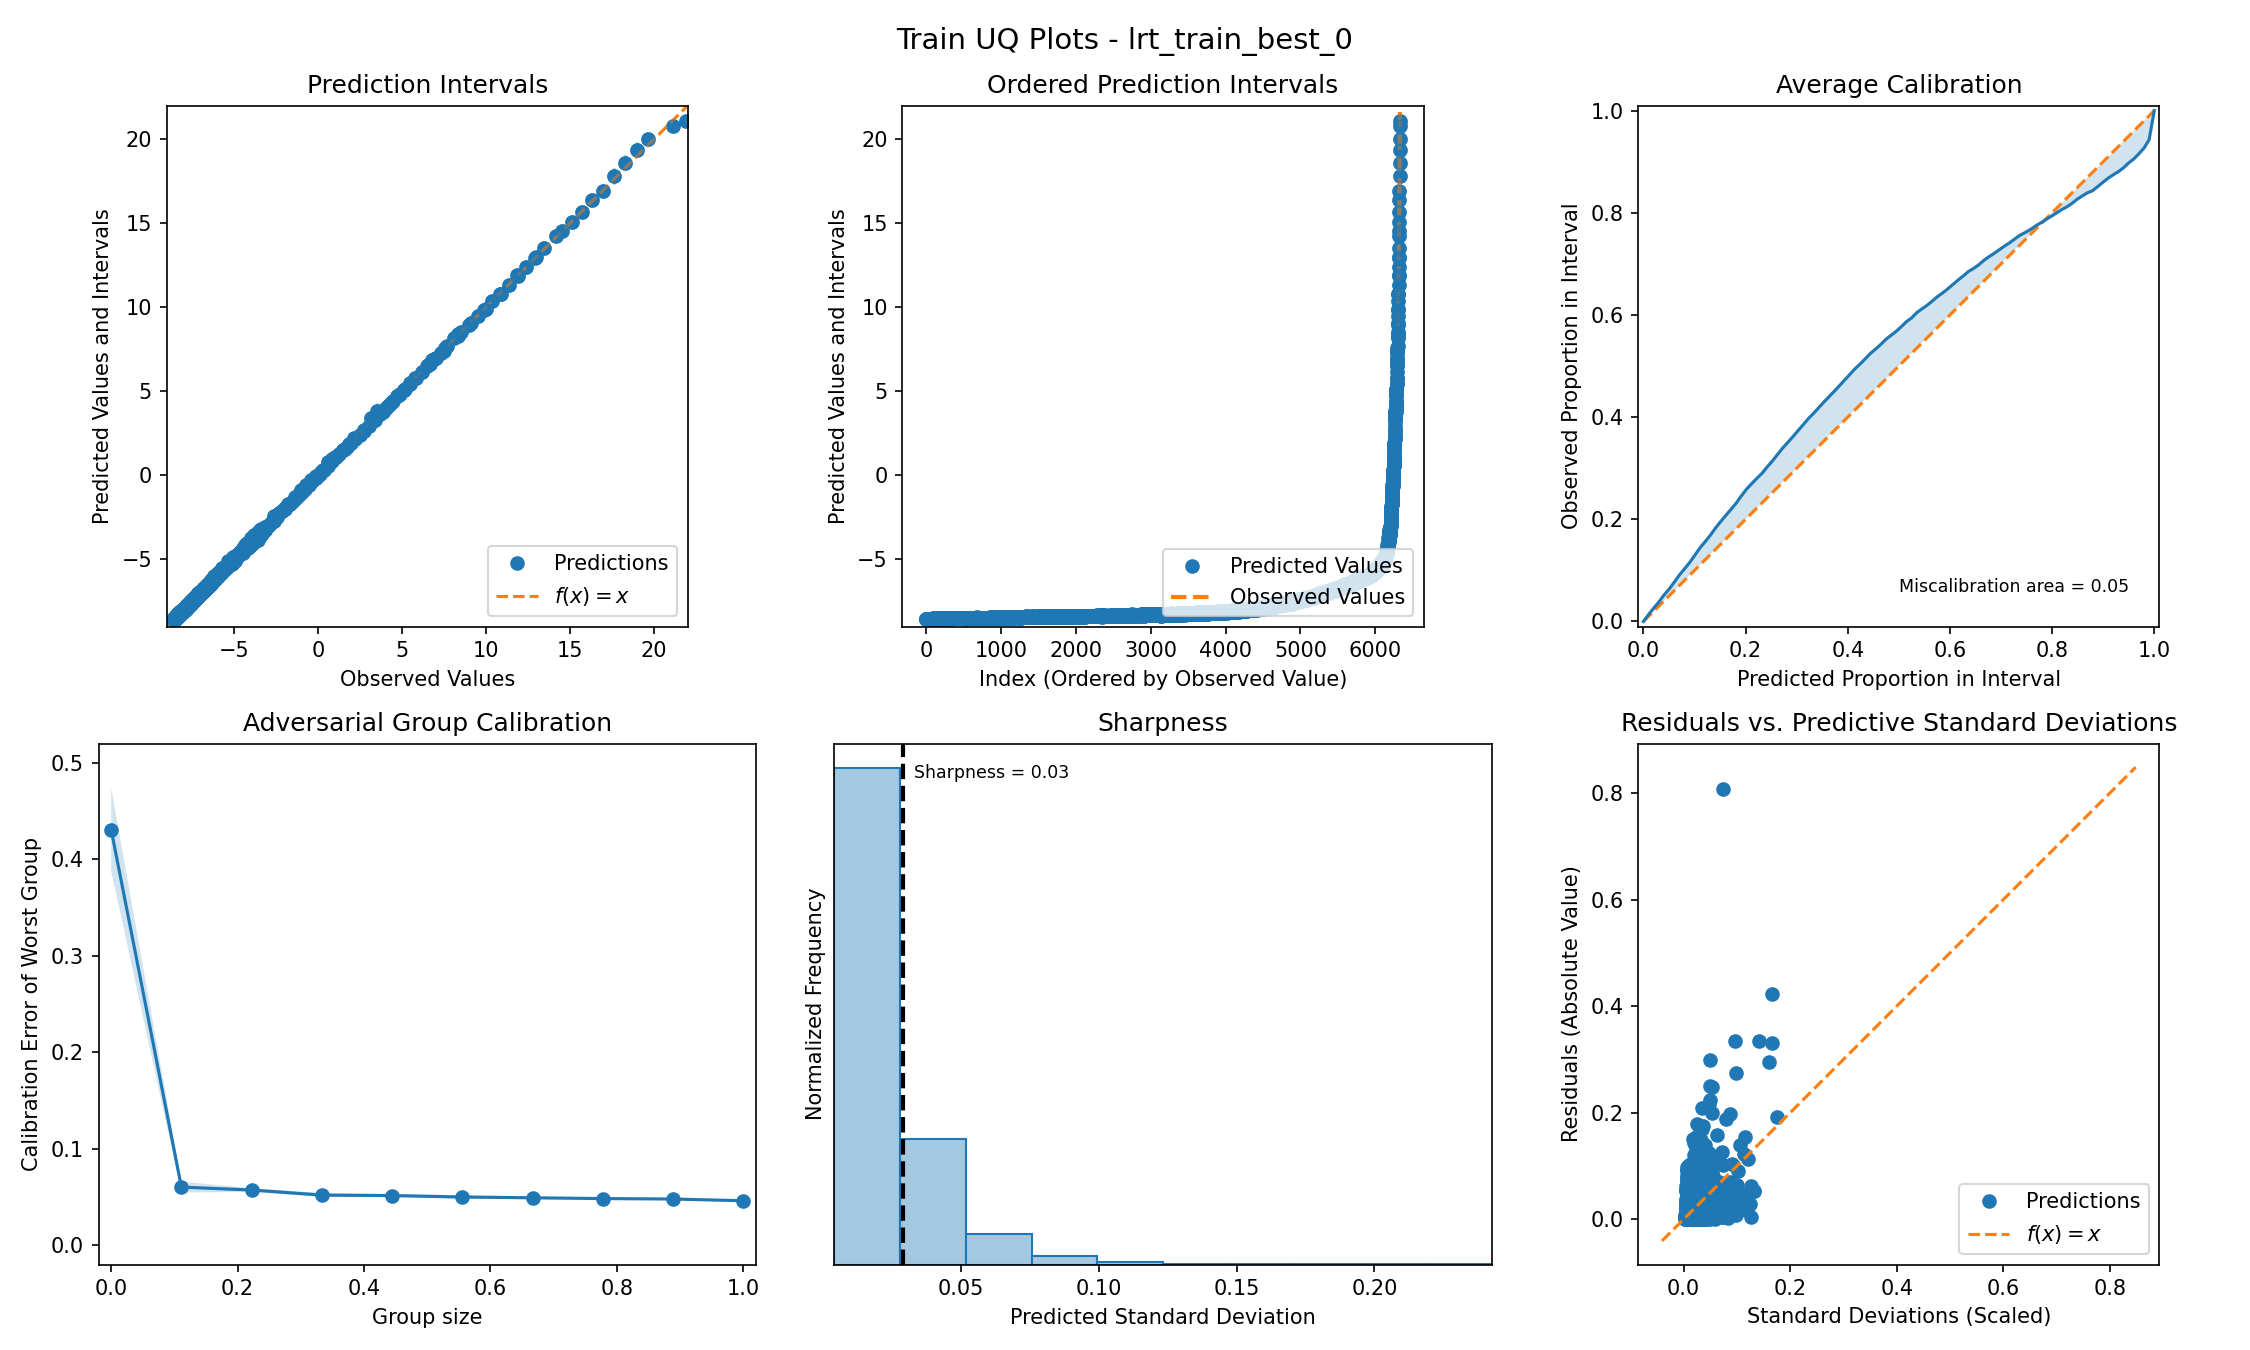 Train UQ Plots - lrt_train_best_0
Prediction Intervals
Predicted Values and Intervals
20
15
10
5
0
−5
−5 0 5 10 15 20
Observed Values
Predictions
f(x) = x
Ordered Prediction Intervals
Predicted Values and Intervals
20
15
10
5
0
−5
0 1000 2000 3000 4000 5000 6000
Index (Ordered by Observed Value)
Predicted Values
Observed Values
Average Calibration
Observed Proportion in Interval
1.0
0.8
0.6
0.4
0.2
0.0
0.0 0.2 0.4 0.6 0.8 1.0
Predicted Proportion in Interval
Miscalibration area = 0.05
Adversarial Group Calibration
Calibration Error of Worst Group
0.5
0.4
0.3
0.2
0.1
0.0
0.0 0.2 0.4 0.6 0.8 1.0
Group size
Sharpness
Normalized Frequency
Sharpness = 0.03
0.05 0.10 0.15 0.20
Predicted Standard Deviation
Residuals vs. Predictive Standard Deviations
Residuals (Absolute Value)
0.8
0.6
0.4
0.2
0.0
0.0 0.2 0.4 0.6 0.8
Standard Deviations (Scaled)
Predictions
f(x) = x